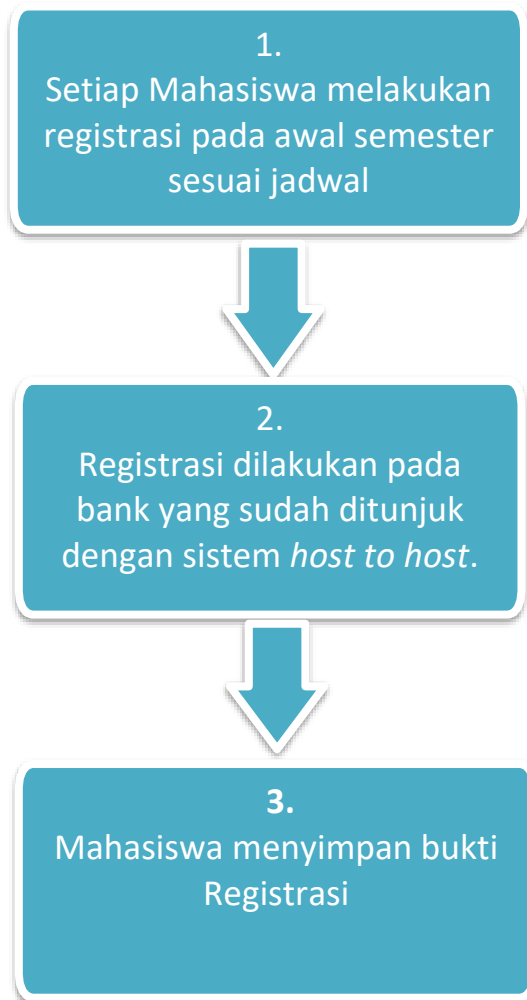 1.
Setiap Mahasiswa melakukan
registrasi pada awal semester
sesuai jadwal
2.
Registrasi dilakukan pada
bank yang sudah ditunjuk
dengan sistem host to host.
3.
Mahasiswa menyimpan bukti
Registrasi